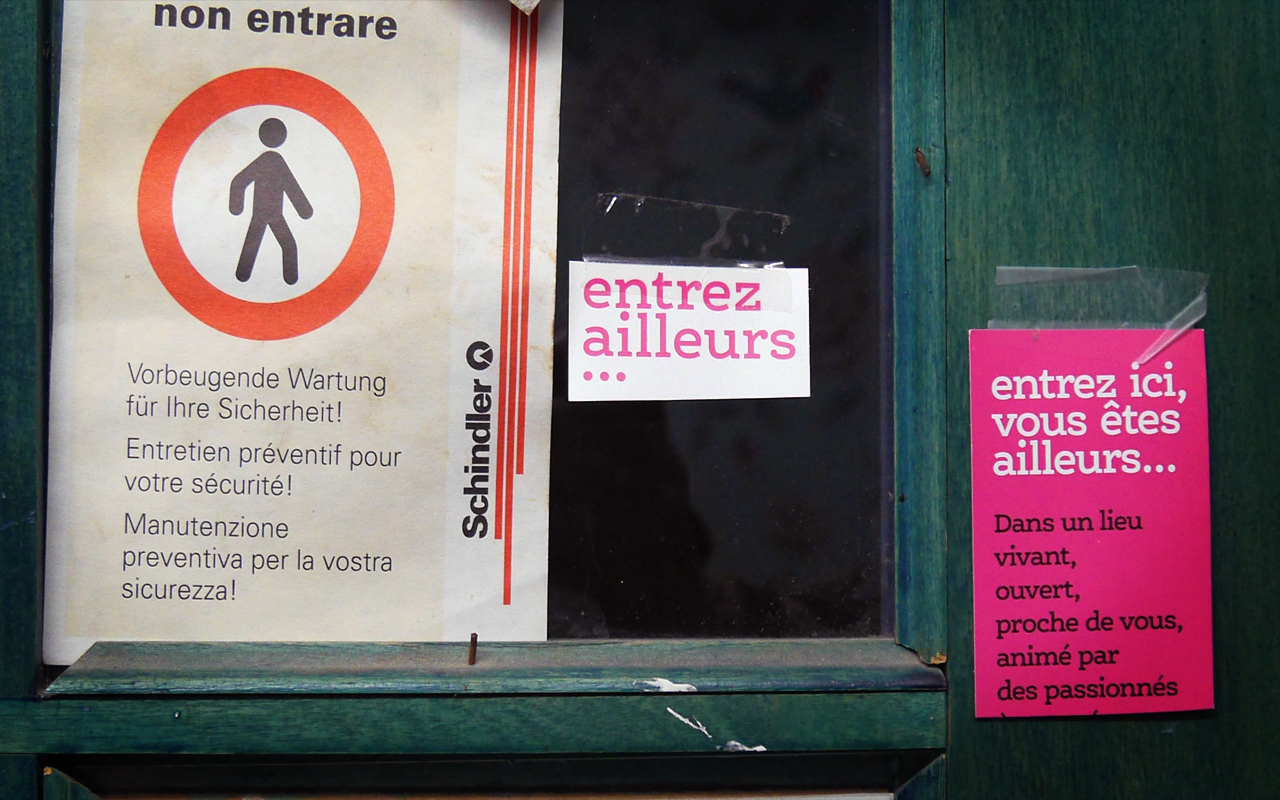 non entrare
Vorbeugende Wartung
für Ihre Sicherheit!
Entretien préventif pour
votre sécurité!
Manutenzione
preventiva per la vostra
sicurezza!
Schindler
entrez
ailleurs
...
entrez ici,
vous êtes
ailleurs...
Dans un lieu
vivant,
ouvert,
proche de vous,
animé par
des passionnés